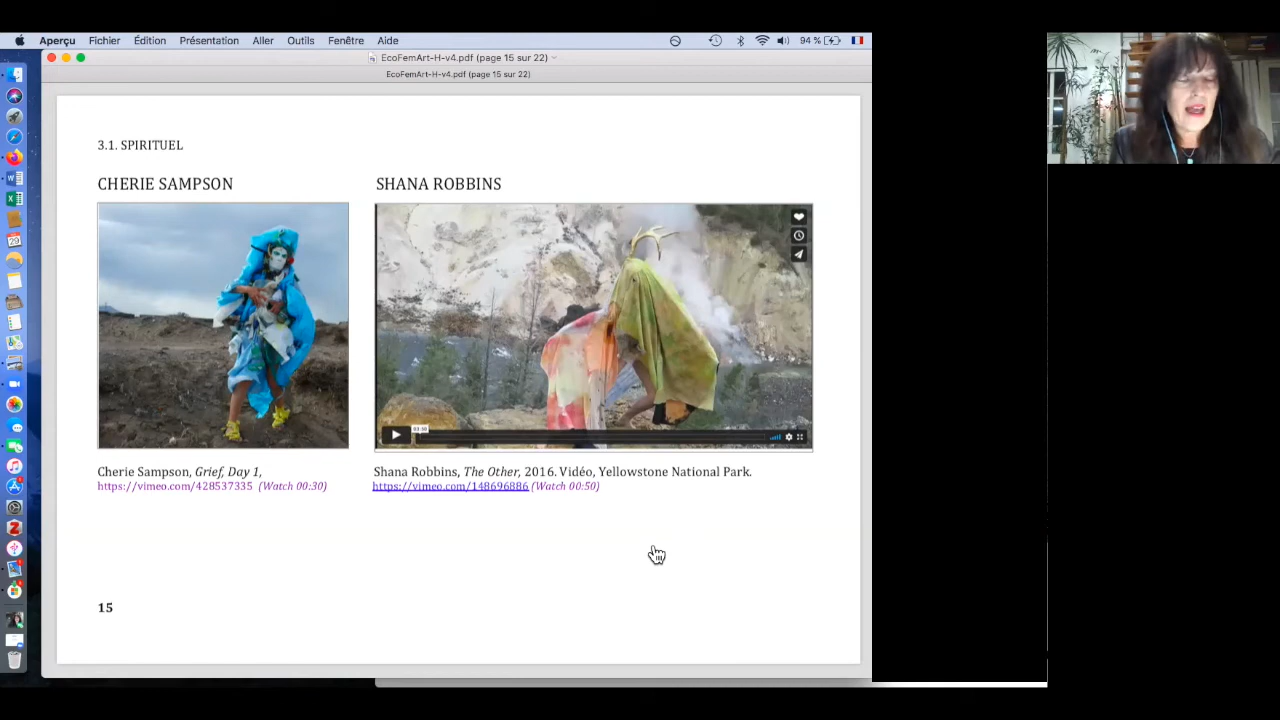 Aperçu Fichier Édition Présentation Aller Outils Fenêtre Aide 94 %
EcoFemArt-H-v4.pdf (page 15 sur 22)
EcoFemArt-H-v4.pdf (page 15 sur 22)
3.1. SPIRITUEL
CHERIE SAMPSON
SHANA ROBBINS
Cherie Sampson, Grief, Day 1,
https://vimeo.com/428537335 (Watch 00:30)
Shana Robbins, The Other, 2016. Vidéo, Yellowstone National Park.
https://vimeo.com/148696886 (Watch 00:50)
15
29